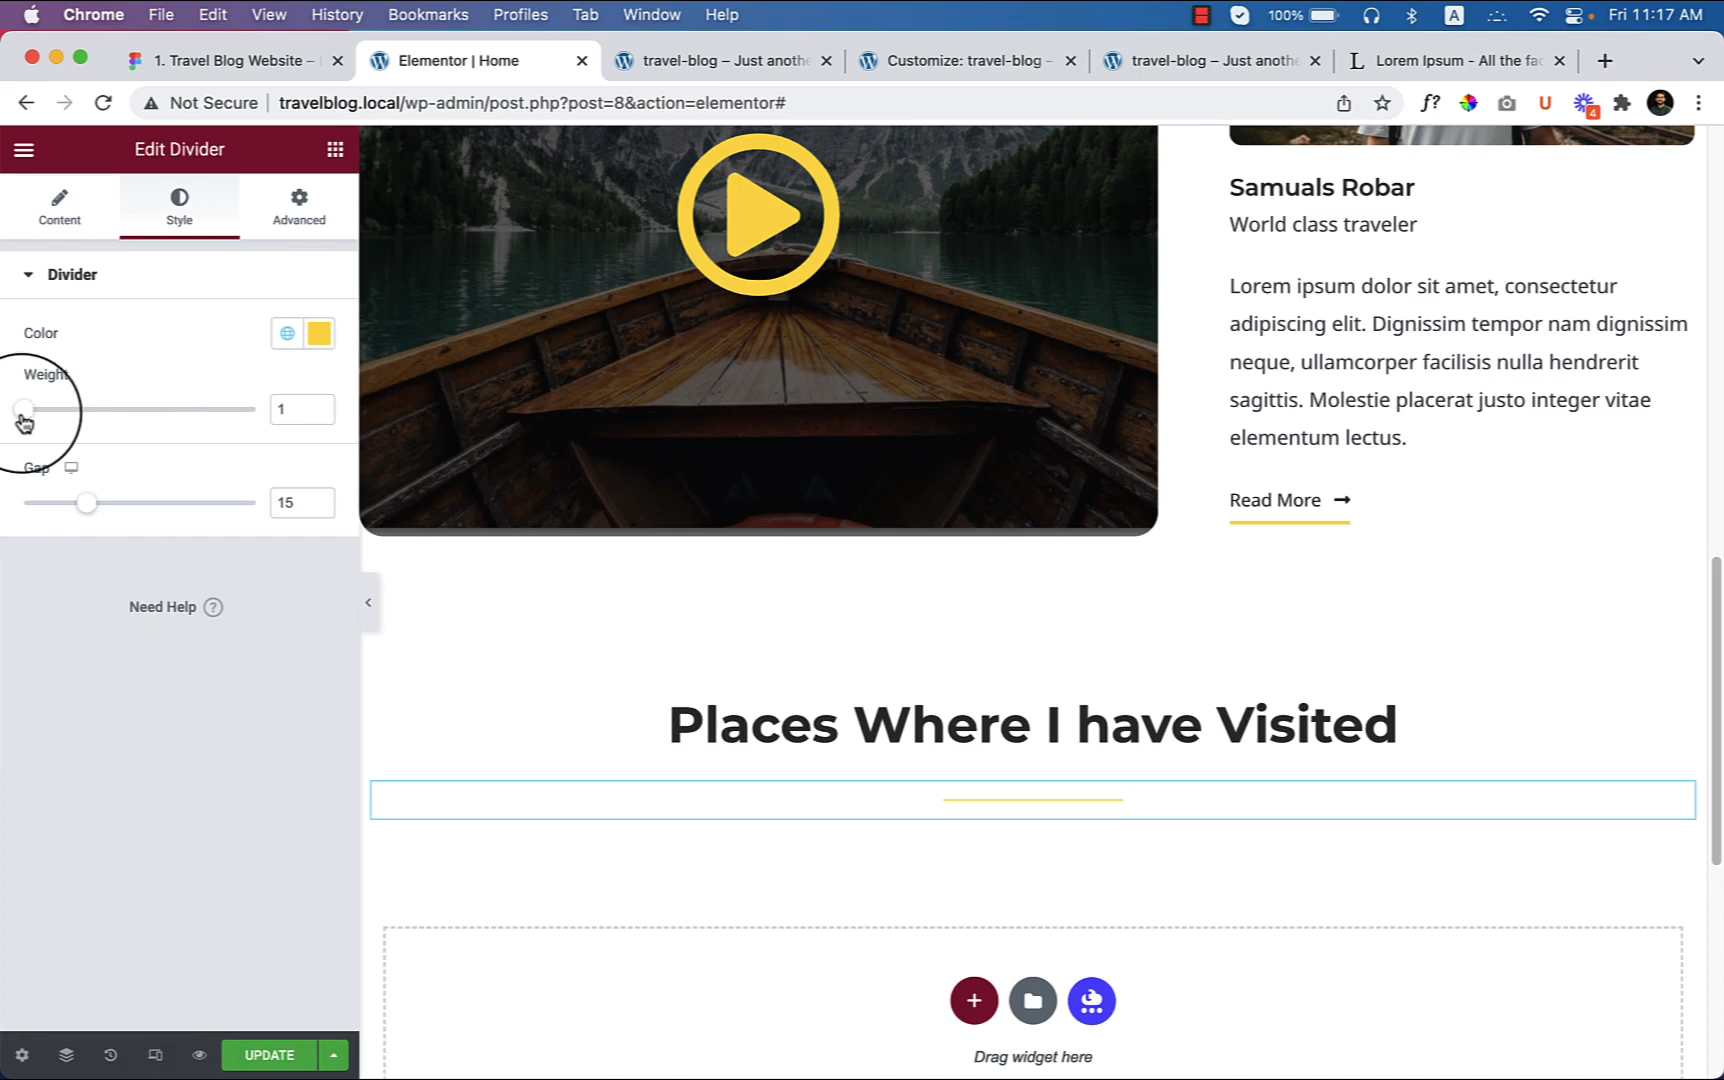 Chrome File Edit View History Bookmarks Profiles Tab Window Help 100% A Fri 11:17 AM
1. Travel Blog Website – Elementor | Home travel-blog – Just anoth Customize: travel-blog – travel-blog – Just anoth Lorem Ipsum - All the fac
Not Secure travelblog.local/wp-admin/post.php?post=8&action=elementor# f? U 4
Edit Divider
Content Style Advanced
Divider
Color
Weight
1
Gap
15
Need Help ?
UPDATE
Samuals Robar
World class traveler
Lorem ipsum dolor sit amet, consectetur
adipiscing elit. Dignissim tempor nam dignissim
neque, ullamcorper facilisis nulla hendrerit
sagittis. Molestie placerat justo integer vitae
elementum lectus.
Read More →
Places Where I have Visited
Drag widget here